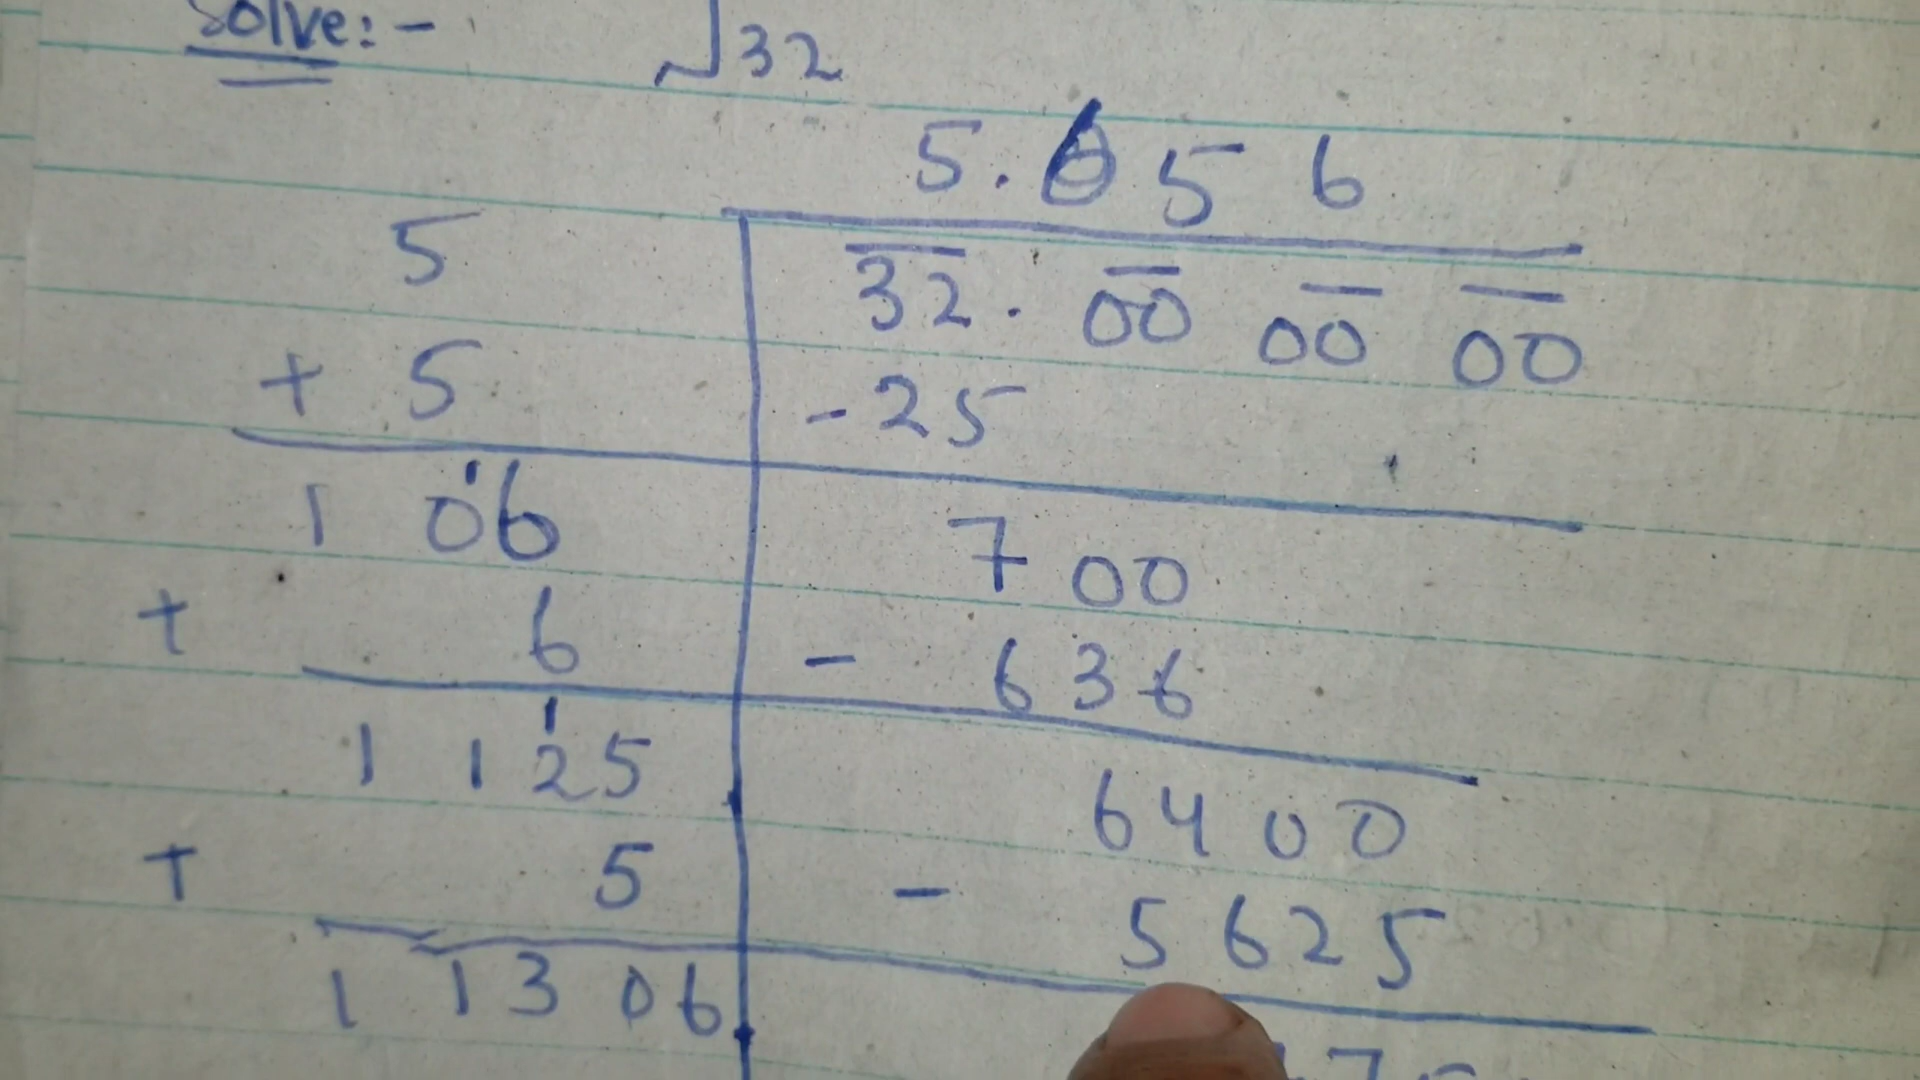 Solve:- √32
5.656
5 32.00 00 00
+ 5 -25
106 700
+ 6 - 636
1125 6400
+ 5 - 5625
11306